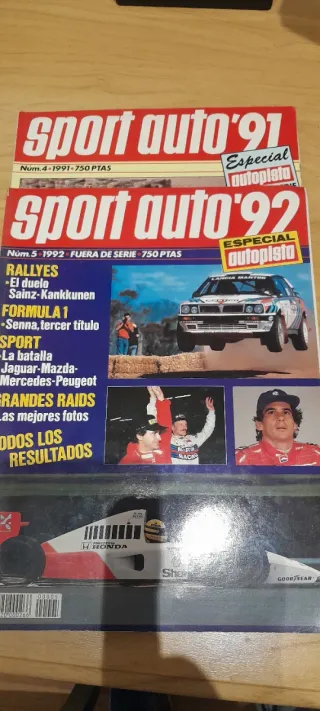 sport auto'91
Núm.4 · 1991 · 750 PTAS
Especial
autopista
sport auto'92
Núm.5 · 1992 · FUERA DE SERIE · 750 PTAS
ESPECIAL
autopista
RALLYES
·El duelo
Sainz-Kankkunen
FORMULA 1
·Senna, tercer título
SPORT
·La batalla
Jaguar-Mazda-
Mercedes-Peugeot
GRANDES RAIDS
Las mejores fotos
TODOS LOS
RESULTADOS
LANCIA MARTINI
HONDA
GOODYEAR